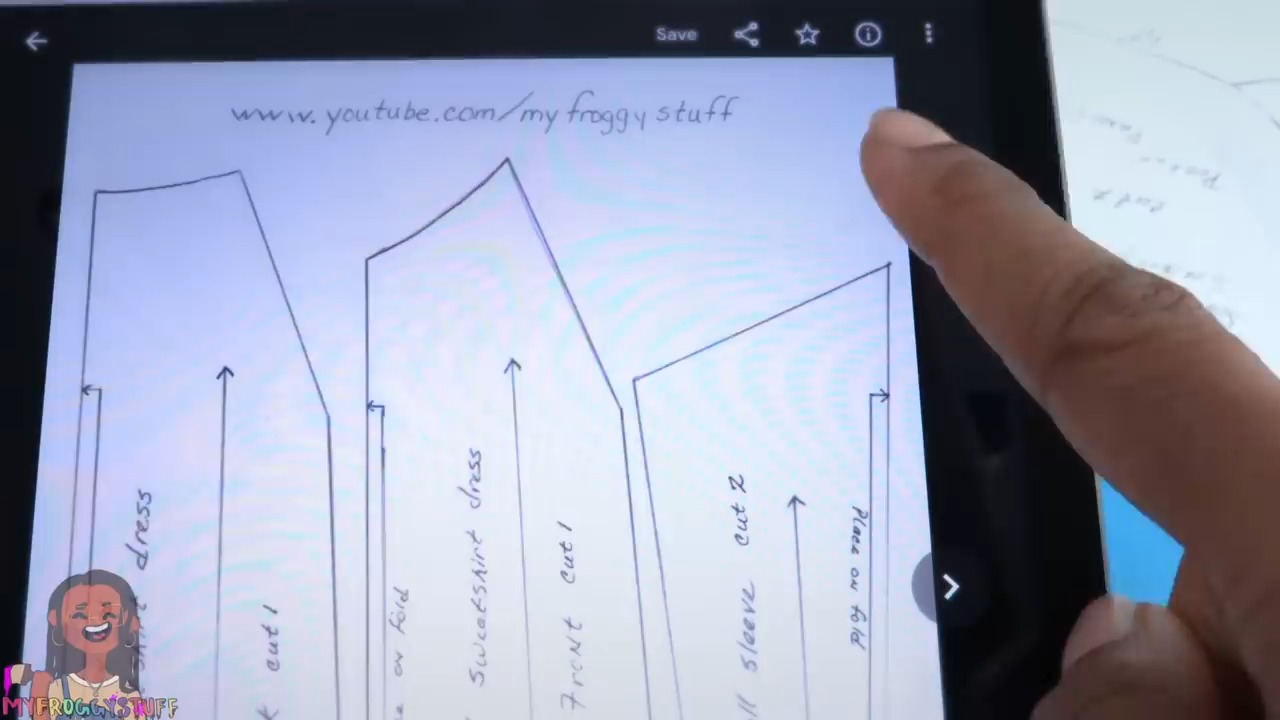 Save
www.youtube.com/my froggy stuff
dress
cut 1
Place on fold
Sweatshirt dress
Front cut 1
sleeve cut 2
Place on fold
MYFROGGYSTUFF